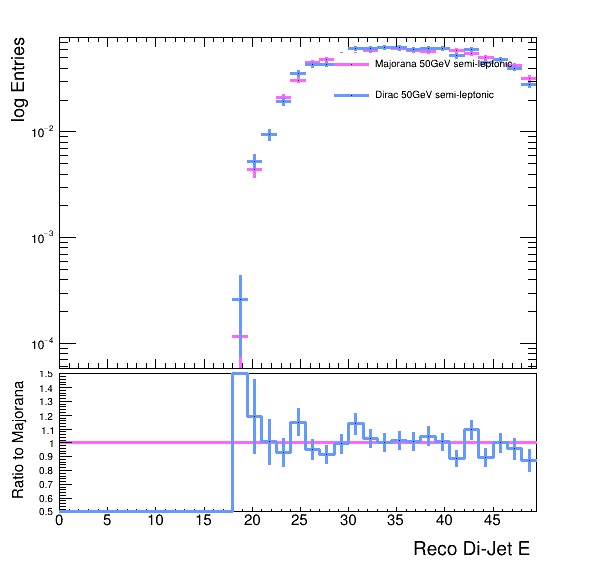 log Entries
10⁻²
10⁻³
10⁻⁴
Majorana 50GeV semi-leptonic
Dirac 50GeV semi-leptonic
Ratio to Majorana
1.5
1.4
1.3
1.2
1.1
1
0.9
0.8
0.7
0.6
0.5
0 5 10 15 20 25 30 35 40 45
Reco Di-Jet E